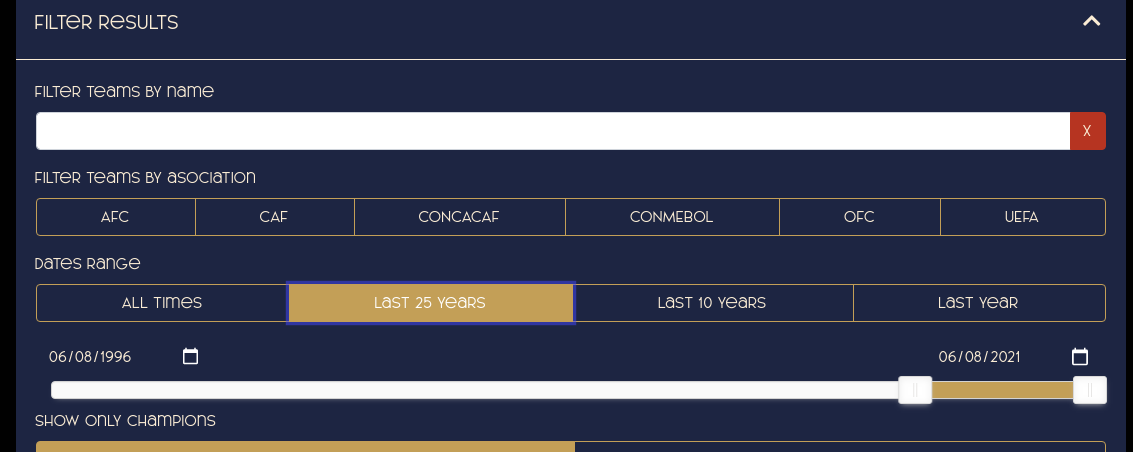 FILTER RESULTS
FILTER TEAMS BY NAME
X
FILTER TEAMS BY ASOCIATION
AFC CAF CONCACAF CONMEBOL OFC UEFA
DATES RANGE
ALL TIMES LAST 25 YEARS LAST 10 YEARS LAST YEAR
06/08/1996 06/08/2021
SHOW ONLY CHAMPIONS